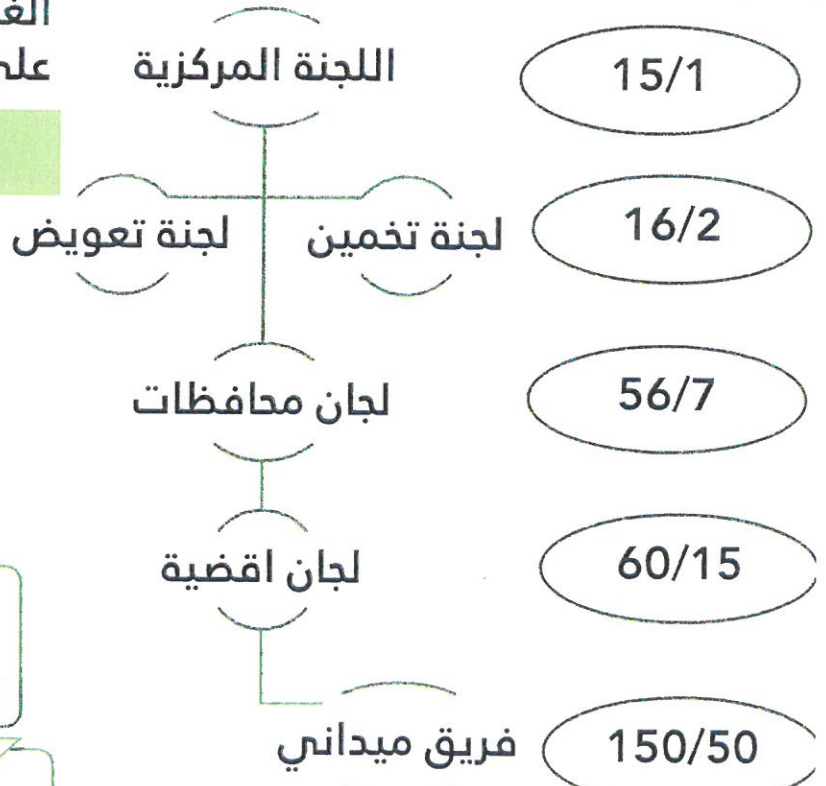 على
اللجنة المركزية
15/1
لجنة تخمين
لجنة تعويض
16/2
لجان محافظات
56/7
لجان اقضية
60/15
فريق ميداني
150/50